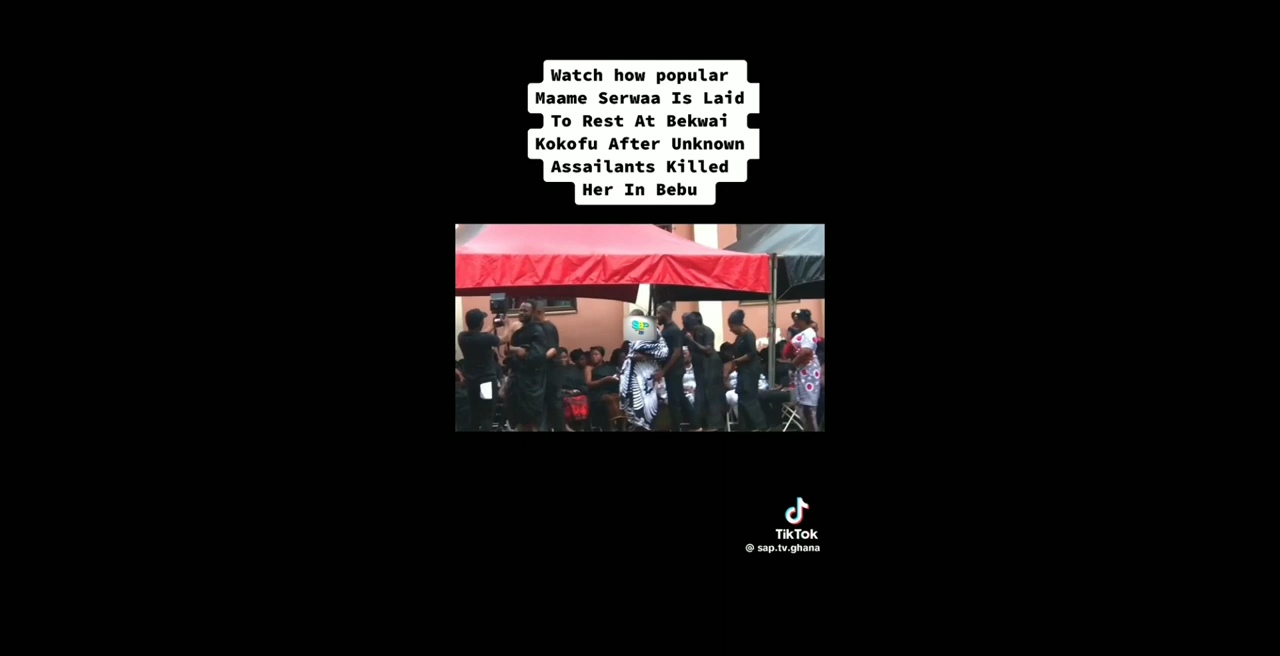 Watch how popular
Maame Serwaa Is Laid
To Rest At Bekwai
Kokofu After Unknown
Assailants Killed
Her In Bebu
TikTok
@ sap.tv.ghana